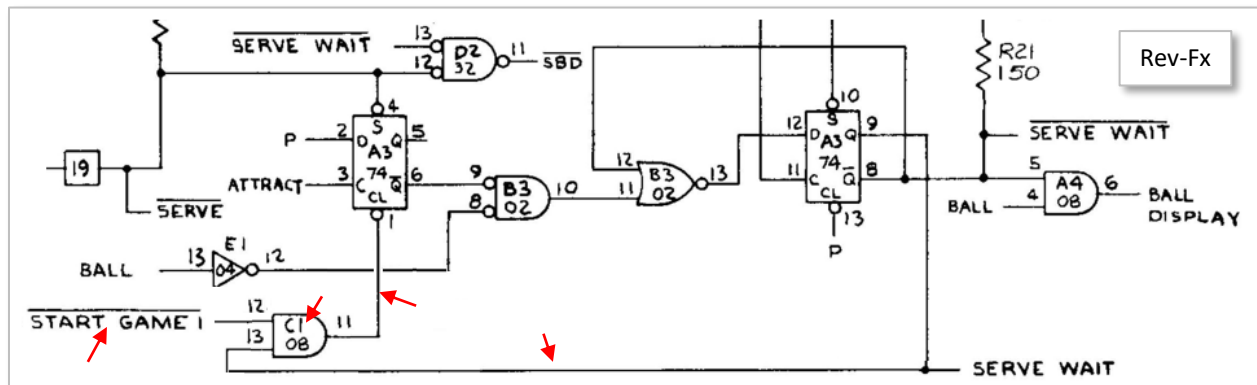 Rev-Fx
R21
150
SERVE WAIT
13
12
D2
32
11
SBD
4
S
P
2
D
Q
5
A3
19
ATTRACT
3
C
74
Q
6
CL
1
SERVE
9
8
B3
02
10
12
11
B3
02
13
10
S
12
D
Q
9
A3
11
C
74
Q
8
CL
13
P
SERVE WAIT
5
4
A4
08
6
BALL
BALL
DISPLAY
BALL
13
E1
04
12
START GAME 1
12
13
C1
08
11
SERVE WAIT